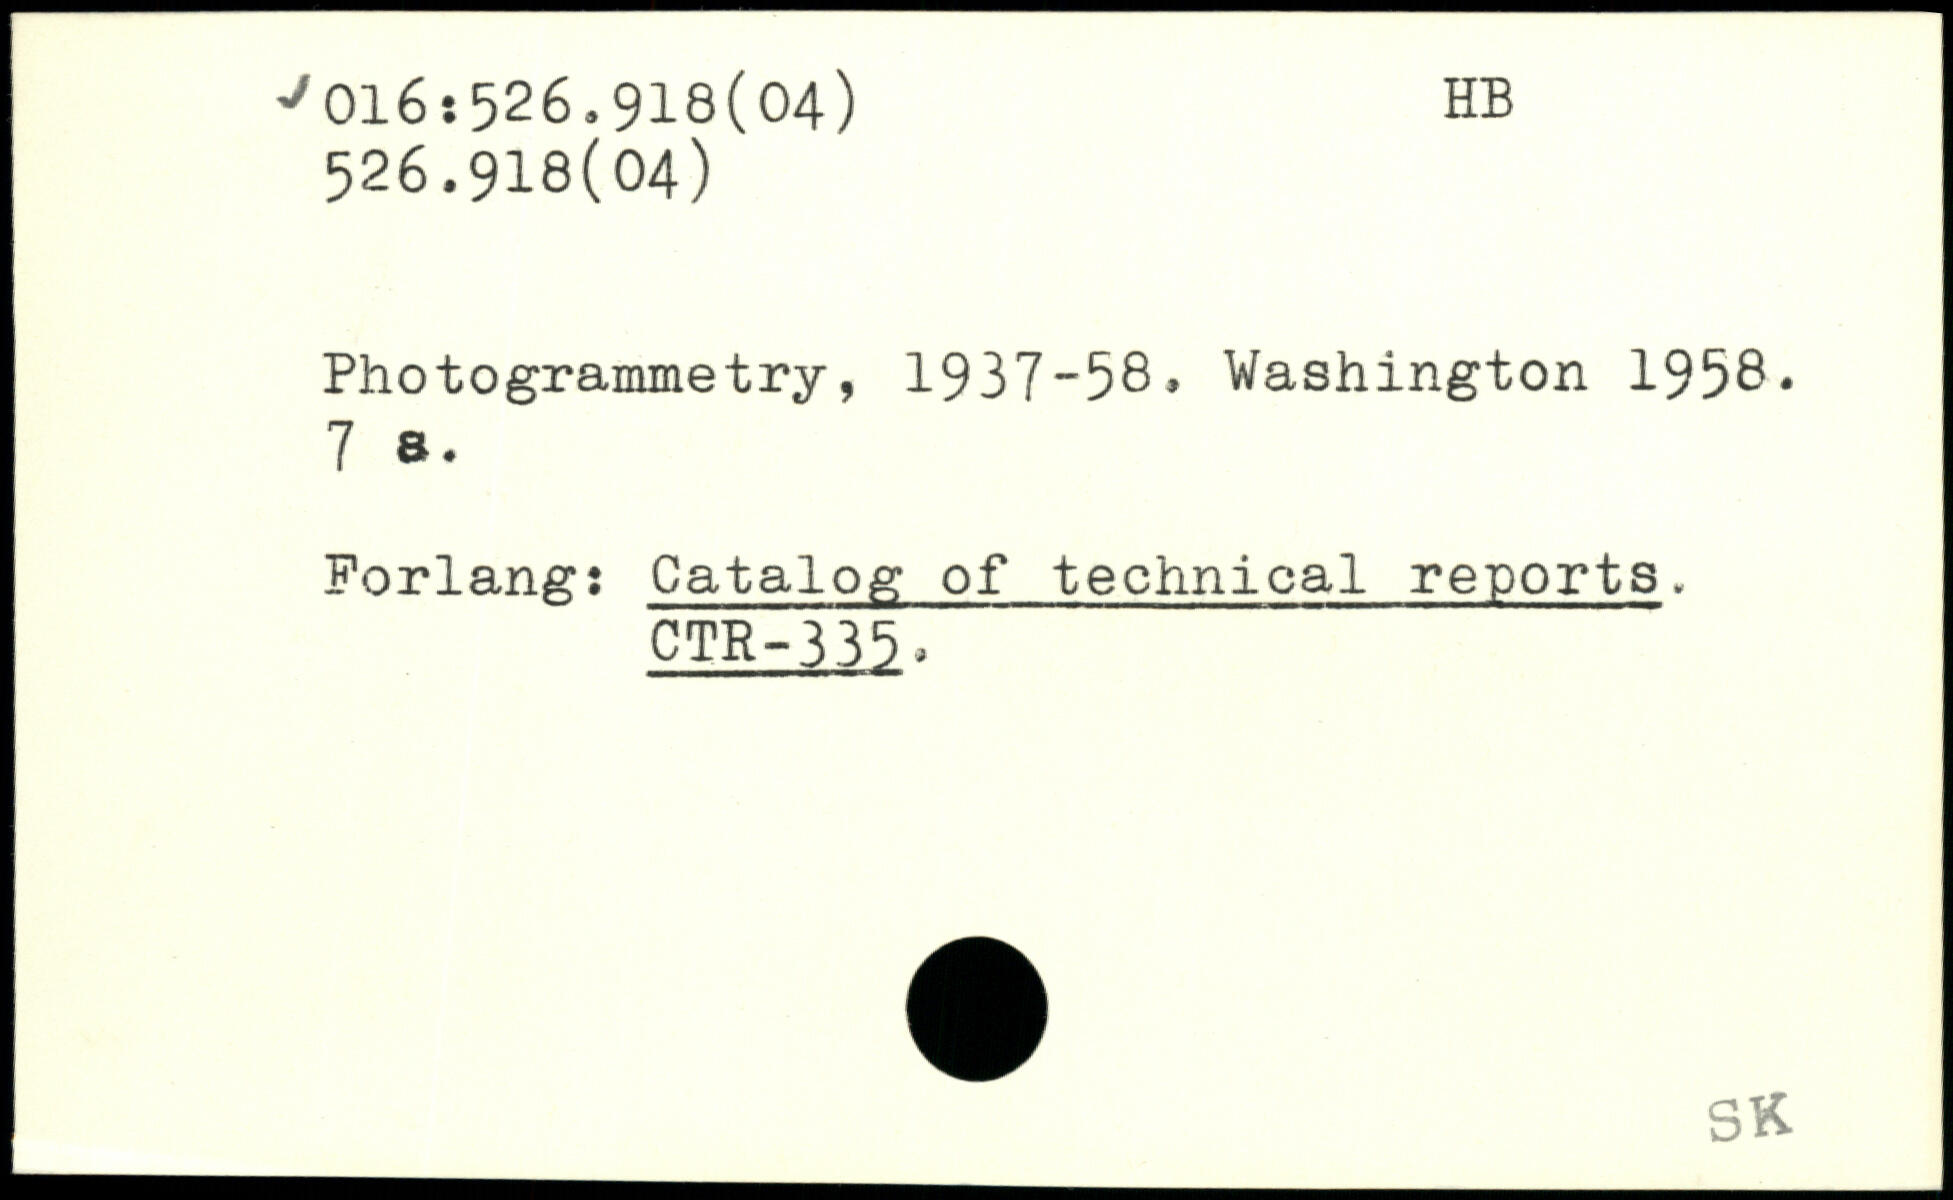 ✓016:526.918(04) HB
526.918(04)
Photogrammetry, 1937-58. Washington 1958.
7 s.
Forlang: Catalog of technical reports.
CTR-335.
SK